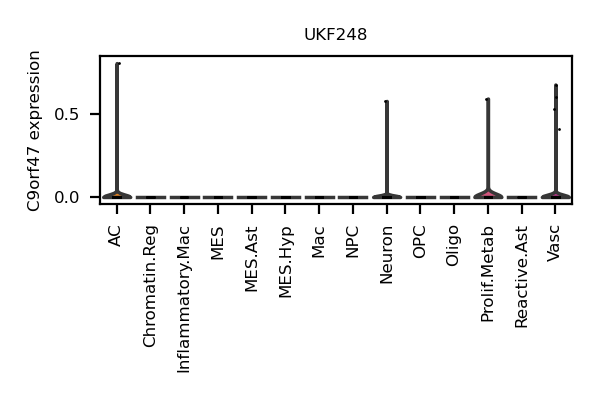 UKF248
C9orf47 expression
0.5
0.0
AC
Chromatin.Reg
Inflammatory.Mac
MES
MES.Ast
MES.Hyp
Mac
NPC
Neuron
OPC
Oligo
Prolif.Metab
Reactive.Ast
Vasc